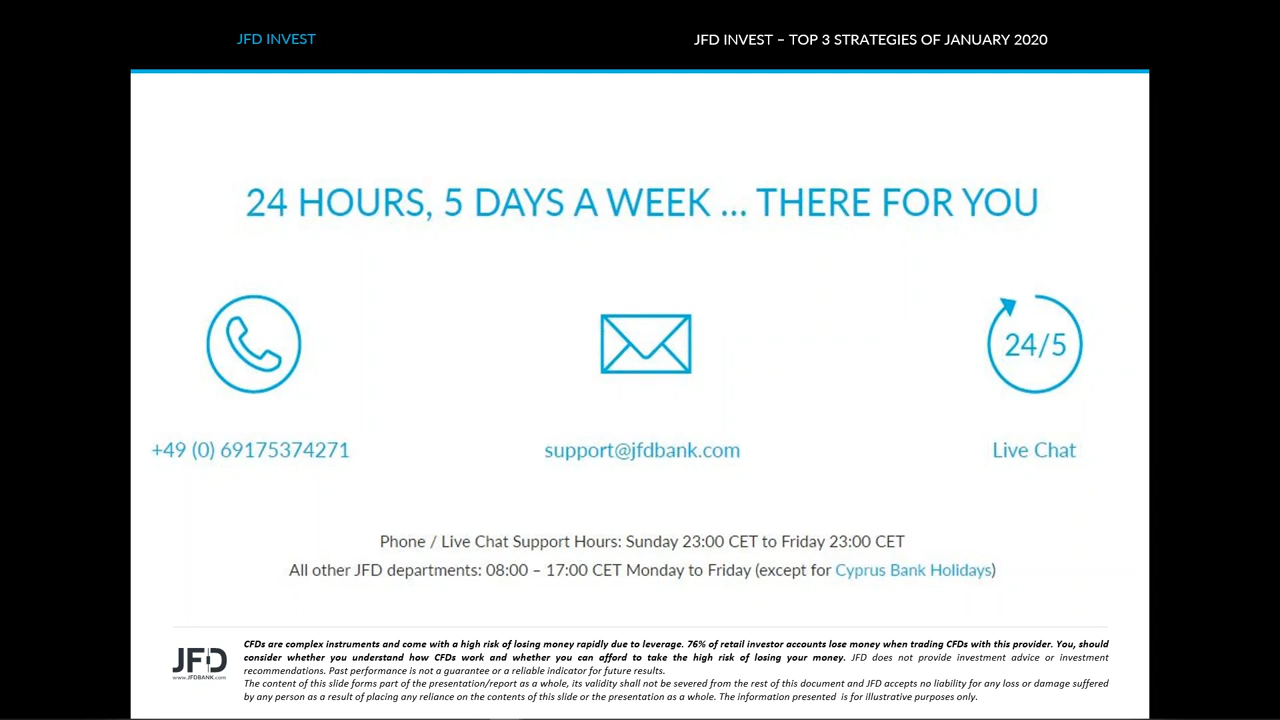 JFD INVEST
JFD INVEST – TOP 3 STRATEGIES OF JANUARY 2020
24 HOURS, 5 DAYS A WEEK ... THERE FOR YOU
24/5
+49 (0) 69175374271
support@jfdbank.com
Live Chat
Phone / Live Chat Support Hours: Sunday 23:00 CET to Friday 23:00 CET
All other JFD departments: 08:00 – 17:00 CET Monday to Friday (except for Cyprus Bank Holidays)
JFD
www.JFDBANK.com
CFDs are complex instruments and come with a high risk of losing money rapidly due to leverage. 76% of retail investor accounts lose money when trading CFDs with this provider. You, should
consider whether you understand how CFDs work and whether you can afford to take the high risk of losing your money. JFD does not provide investment advice or investment
recommendations. Past performance is not a guarantee or a reliable indicator for future results.
The content of this slide forms part of the presentation/report as a whole, its validity shall not be severed from the rest of this document and JFD accepts no liability for any loss or damage suffered
by any person as a result of placing any reliance on the contents of this slide or the presentation as a whole. The information presented is for illustrative purposes only.